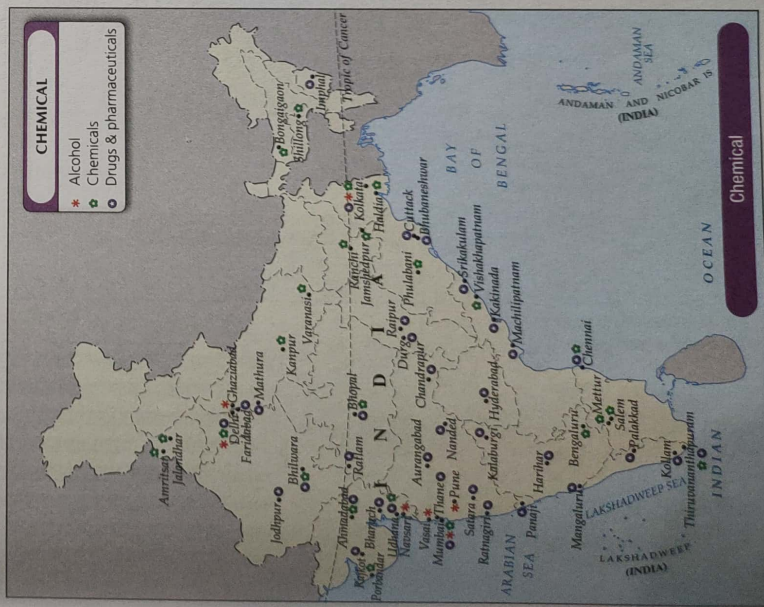 CHEMICAL
Alcohol
Chemicals
Drugs & pharmaceuticals
Amritsar
Jalandhar
Delhi
Ghaziabad
Faridabad
Mathura
Jodhpur
Bhilwara
Kanpur
Varanasi
Bongaigaon
Shillong
Imphal
Tropic of Cancer
Ahmadabad
Ratlam
Bhopal
Ranchi
Jamshedpur
Kolkata
Haldia
Rajkot
Porbandar
Bharuch
Udhana
Navsari
Vasai
Mumbai
Thane
Pune
Aurangabad
Nanded
Chandrapur
Durg
Raipur
Phulabani
Cuttack
Bhubaneshwar
INDIA
Satara
Ratnagiri
Kalaburgi
Hyderabad
Srikakulam
Vishakhapatnam
Kakinada
Machilipatnam
Panaji
Harihar
Mangaluru
Bengaluru
Chennai
Mettur
Salem
Palakkad
Kollam
Thiruvananthapuram
ARABIAN
SEA
BAY
OF
BENGAL
LAKSHADWEEP SEA
LAKSHADWEEP
(INDIA)
ANDAMAN
SEA
ANDAMAN AND NICOBAR IS
(INDIA)
INDIAN
OCEAN
Chemical